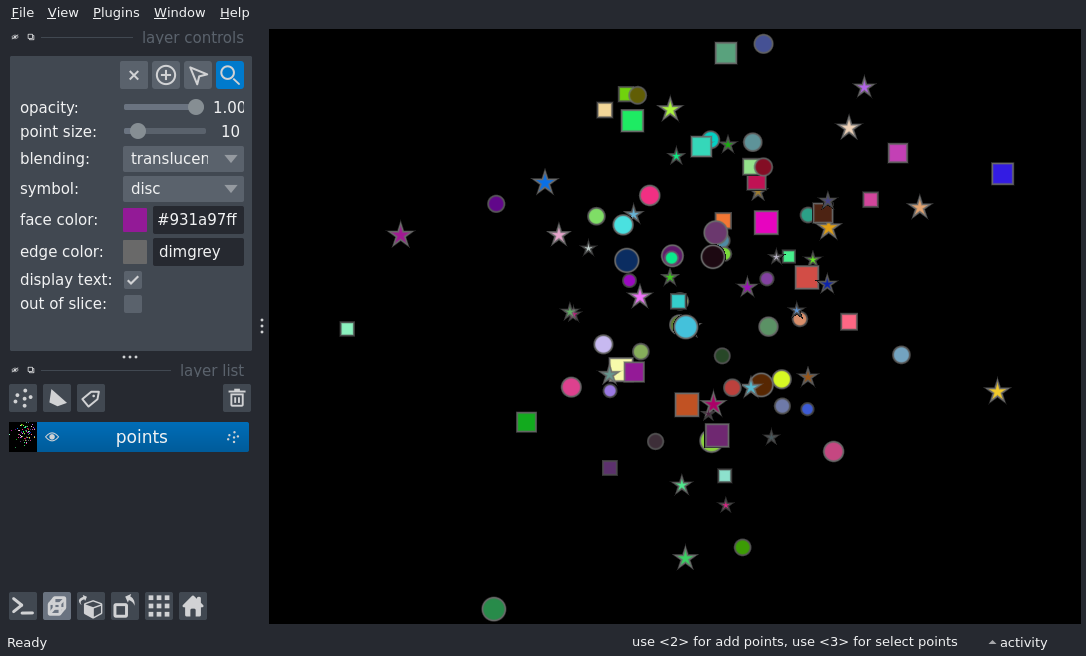 File View Plugins Window Help
layer controls
opacity: 1.00
point size: 10
blending: translucen
symbol: disc
face color: #931a97ff
edge color: dimgrey
display text:
out of slice:
layer list
points
Ready
use <2> for add points, use <3> for select points
activity